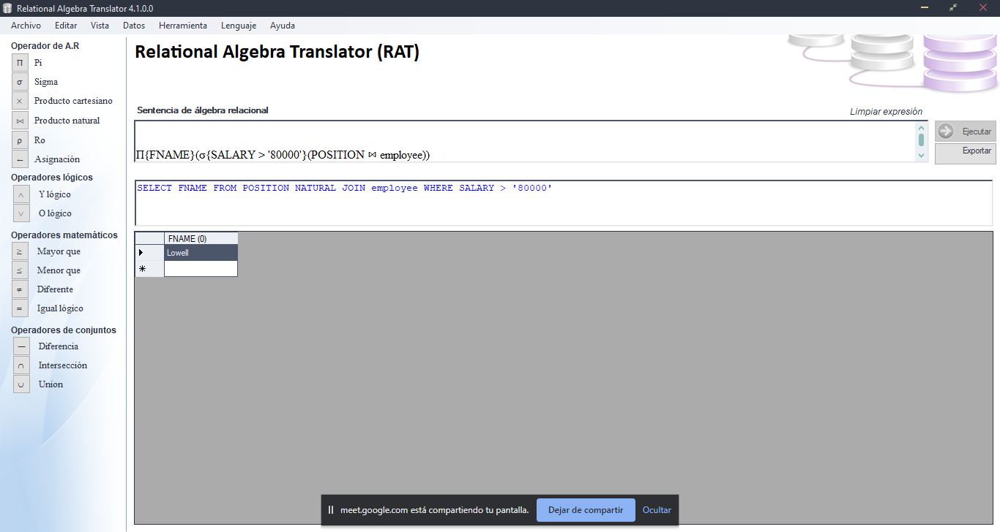 Relational Algebra Translator 4.1.0.0
Archivo Editar Vista Datos Herramienta Lenguaje Ayuda
Operador de A.R
Π Pi
σ Sigma
× Producto cartesiano
⋈ Producto natural
ρ Ro
← Asignación
Operadores lógicos
∧ Y lógico
∨ O lógico
Operadores matemáticos
≥ Mayor que
≤ Menor que
≠ Diferente
= Igual lógico
Operadores de conjuntos
— Diferencia
∩ Intersección
∪ Union
Relational Algebra Translator (RAT)
Sentencia de álgebra relacional
Limpiar expresión
Π{FNAME}(σ{SALARY > '80000'}(POSITION ⋈ employee))
Ejecutar
Exportar
SELECT FNAME FROM POSITION NATURAL JOIN employee WHERE SALARY > '80000'
FNAME (0)
Lowell
meet.google.com está compartiendo tu pantalla. Dejar de compartir Ocultar